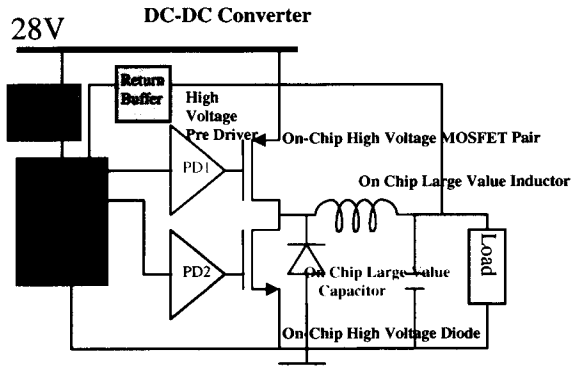 DC-DC Converter
28V
Return
Buffer
High
Voltage
Pre Driver
On-Chip High Voltage MOSFET Pair
PD1
On Chip Large Value Inductor
PD2
Load
On Chip Large Value
Capacitor
On-Chip High Voltage Diode